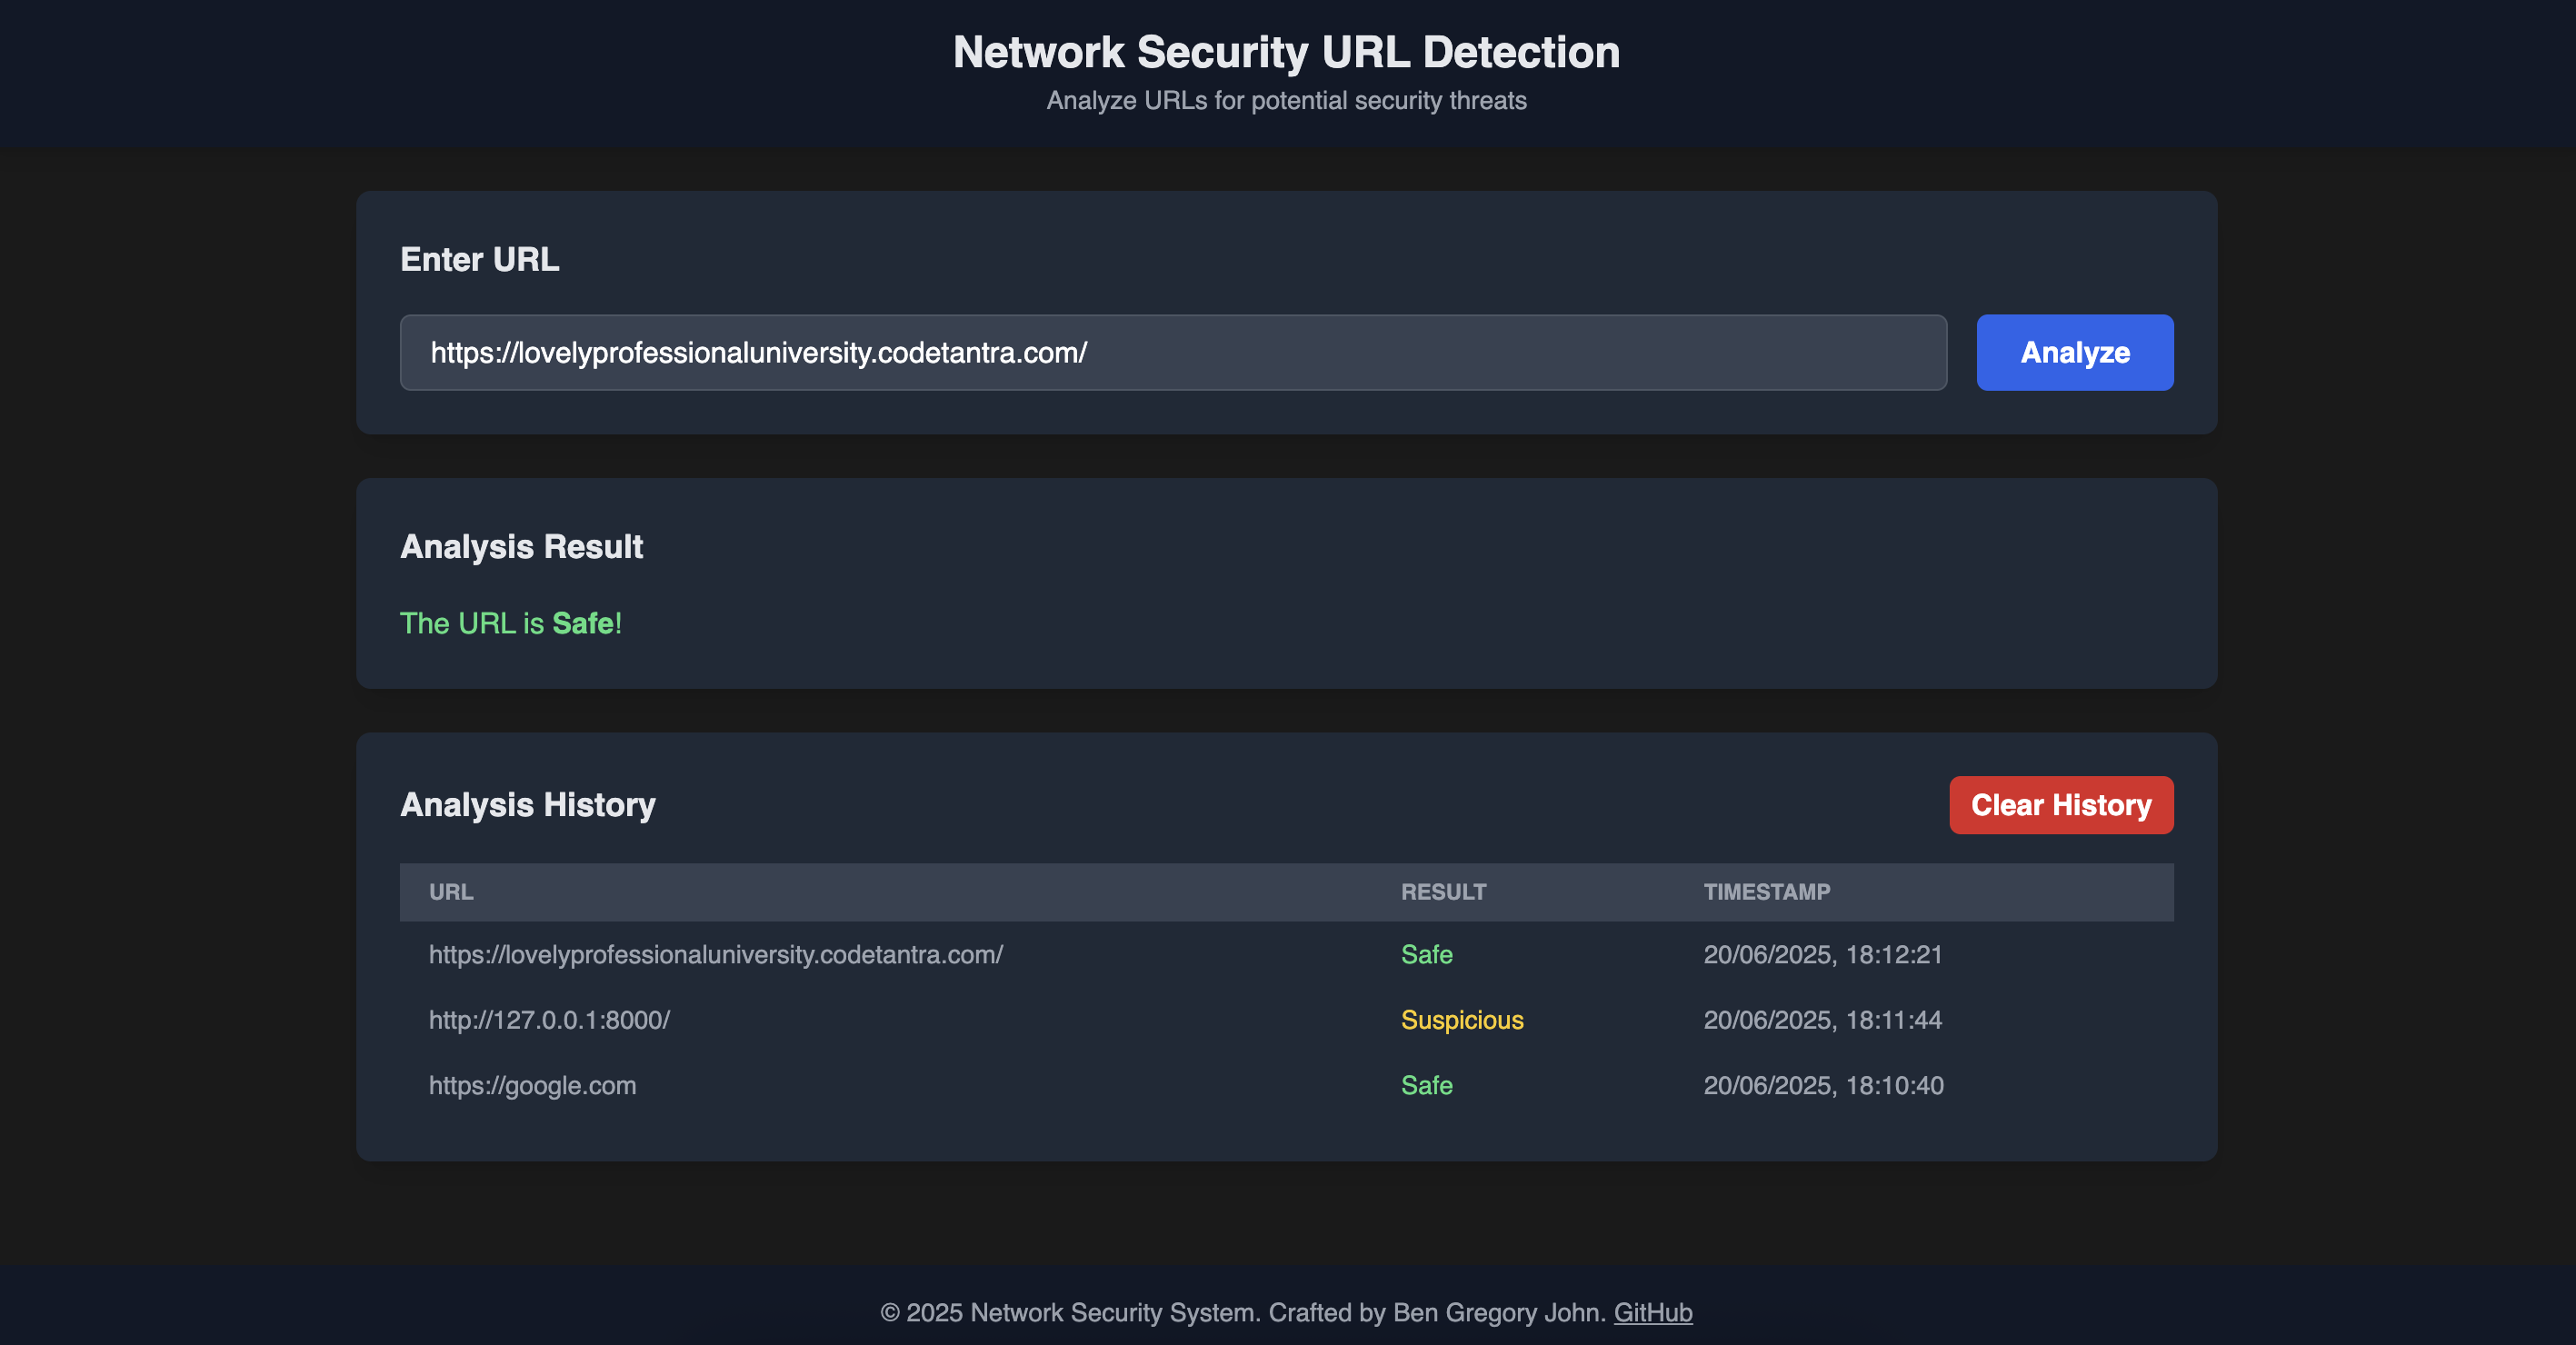 Network Security URL Detection
Analyze URLs for potential security threats
Enter URL
https://lovelyprofessionaluniversity.codetantra.com/
Analyze
Analysis Result
The URL is Safe!
Analysis History
Clear History
URL RESULT TIMESTAMP
https://lovelyprofessionaluniversity.codetantra.com/ Safe 20/06/2025, 18:12:21
http://127.0.0.1:8000/ Suspicious 20/06/2025, 18:11:44
https://google.com Safe 20/06/2025, 18:10:40
© 2025 Network Security System. Crafted by Ben Gregory John. GitHub